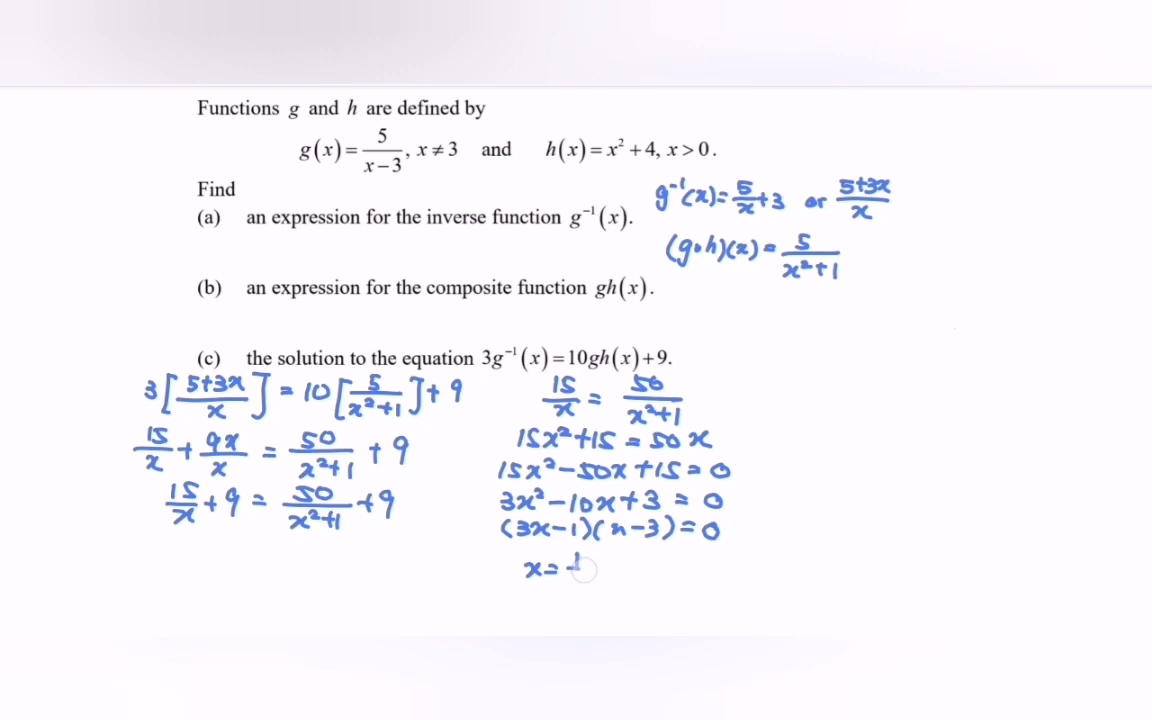 Functions g and h are defined by
g(x) = 5/(x−3), x ≠ 3 and h(x) = x² + 4, x > 0.
Find
(a) an expression for the inverse function g⁻¹(x).
g⁻¹(x) = 5/x + 3 or (5+3x)/x
(g∘h)(x) = 5/(x²+1)
(b) an expression for the composite function gh(x).
(c) the solution to the equation 3g⁻¹(x) = 10gh(x) + 9.
3[(5+3x)/x] = 10[5/(x²+1)] + 9
15/x + 9x/x = 50/(x²+1) + 9
15/x + 9 = 50/(x²+1) + 9
15/x = 50/(x²+1)
15x² + 15 = 50x
15x² − 50x + 15 = 0
3x² − 10x + 3 = 0
(3x − 1)(x − 3) = 0
x =